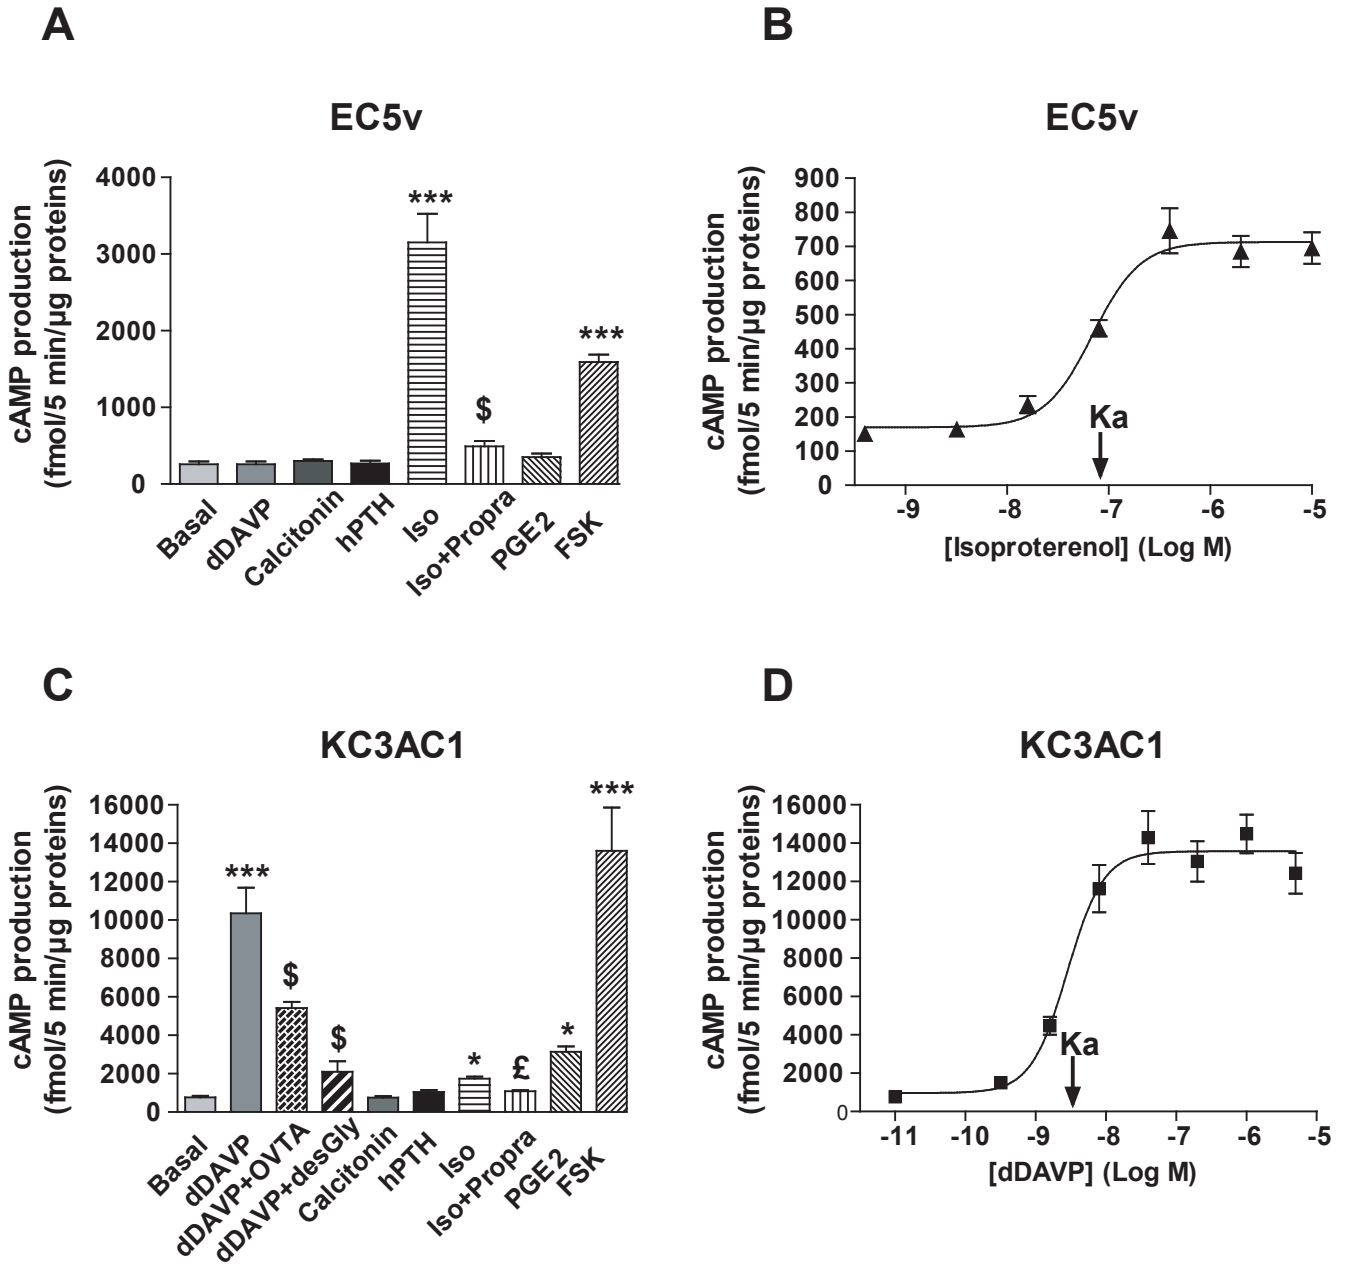 A
EC5v
cAMP production
(fmol/5 min/µg proteins)
4000
3000
2000
1000
0
***
$
***
Basal
dDAVP
Calcitonin
hPTH
Iso
Iso+Propra
PGE2
FSK
B
EC5v
cAMP production
(fmol/5 min/µg proteins)
900
800
700
600
500
400
300
200
100
0
Ka
-9
-8
-7
-6
-5
[Isoproterenol] (Log M)
C
KC3AC1
cAMP production
(fmol/5 min/µg proteins)
16000
14000
12000
10000
8000
6000
4000
2000
0
***
$
$
*
£
*
***
Basal
dDAVP
dDAVP+OVTA
dDAVP+desGly
Calcitonin
hPTH
Iso
Iso+Propra
PGE2
FSK
D
KC3AC1
cAMP production
(fmol/5 min/µg proteins)
16000
14000
12000
10000
8000
6000
4000
2000
0
Ka
-11
-10
-9
-8
-7
-6
-5
[dDAVP] (Log M)